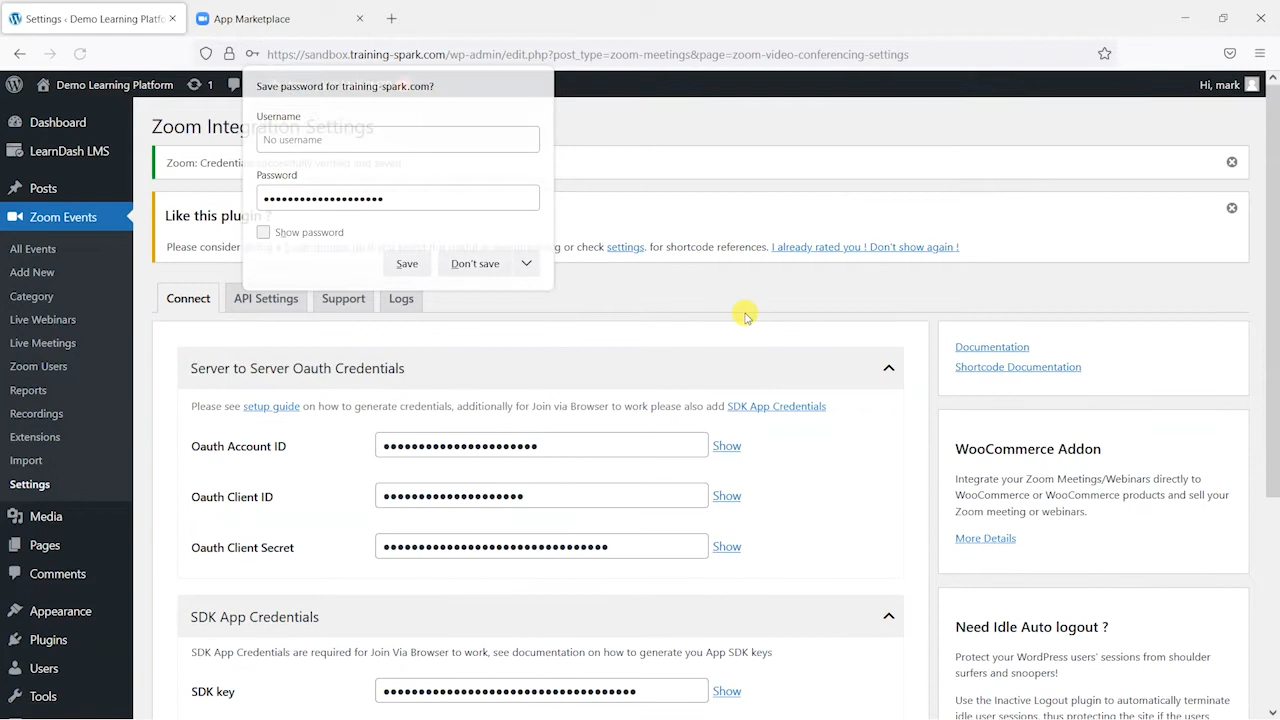 Settings ‹ Demo Learning Platfo
App Marketplace
https://sandbox.training-spark.com/wp-admin/edit.php?post_type=zoom-meetings&page=zoom-video-conferencing-settings
Demo Learning Platform
1
Hi, mark
Save password for training-spark.com?
Username
No username
Password
Show password
Save
Don't save
Dashboard
LearnDash LMS
Posts
Zoom Events
All Events
Add New
Category
Live Webinars
Live Meetings
Zoom Users
Reports
Recordings
Extensions
Import
Settings
Media
Pages
Comments
Appearance
Plugins
Users
Tools
Zoom Integration Settings
Zoom: Credentials successfully verified and saved
Like this plugin ?
Please consider
or check settings. for shortcode references. I already rated you ! Don't show again !
Connect
API Settings
Support
Logs
Server to Server Oauth Credentials
Please see setup guide on how to generate credentials, additionally for Join via Browser to work please also add SDK App Credentials
Oauth Account ID
Show
Oauth Client ID
Show
Oauth Client Secret
Show
SDK App Credentials
SDK App Credentials are required for Join Via Browser to work, see documentation on how to generate you App SDK keys
SDK key
Show
Documentation
Shortcode Documentation
WooCommerce Addon
Integrate your Zoom Meetings/Webinars directly to
WooCommerce or WooCommerce products and sell your
Zoom meeting or webinars.
More Details
Need Idle Auto logout ?
Protect your WordPress users' sessions from shoulder
surfers and snoopers!
Use the Inactive Logout plugin to automatically terminate
idle user sessions, thus protecting the site if the users